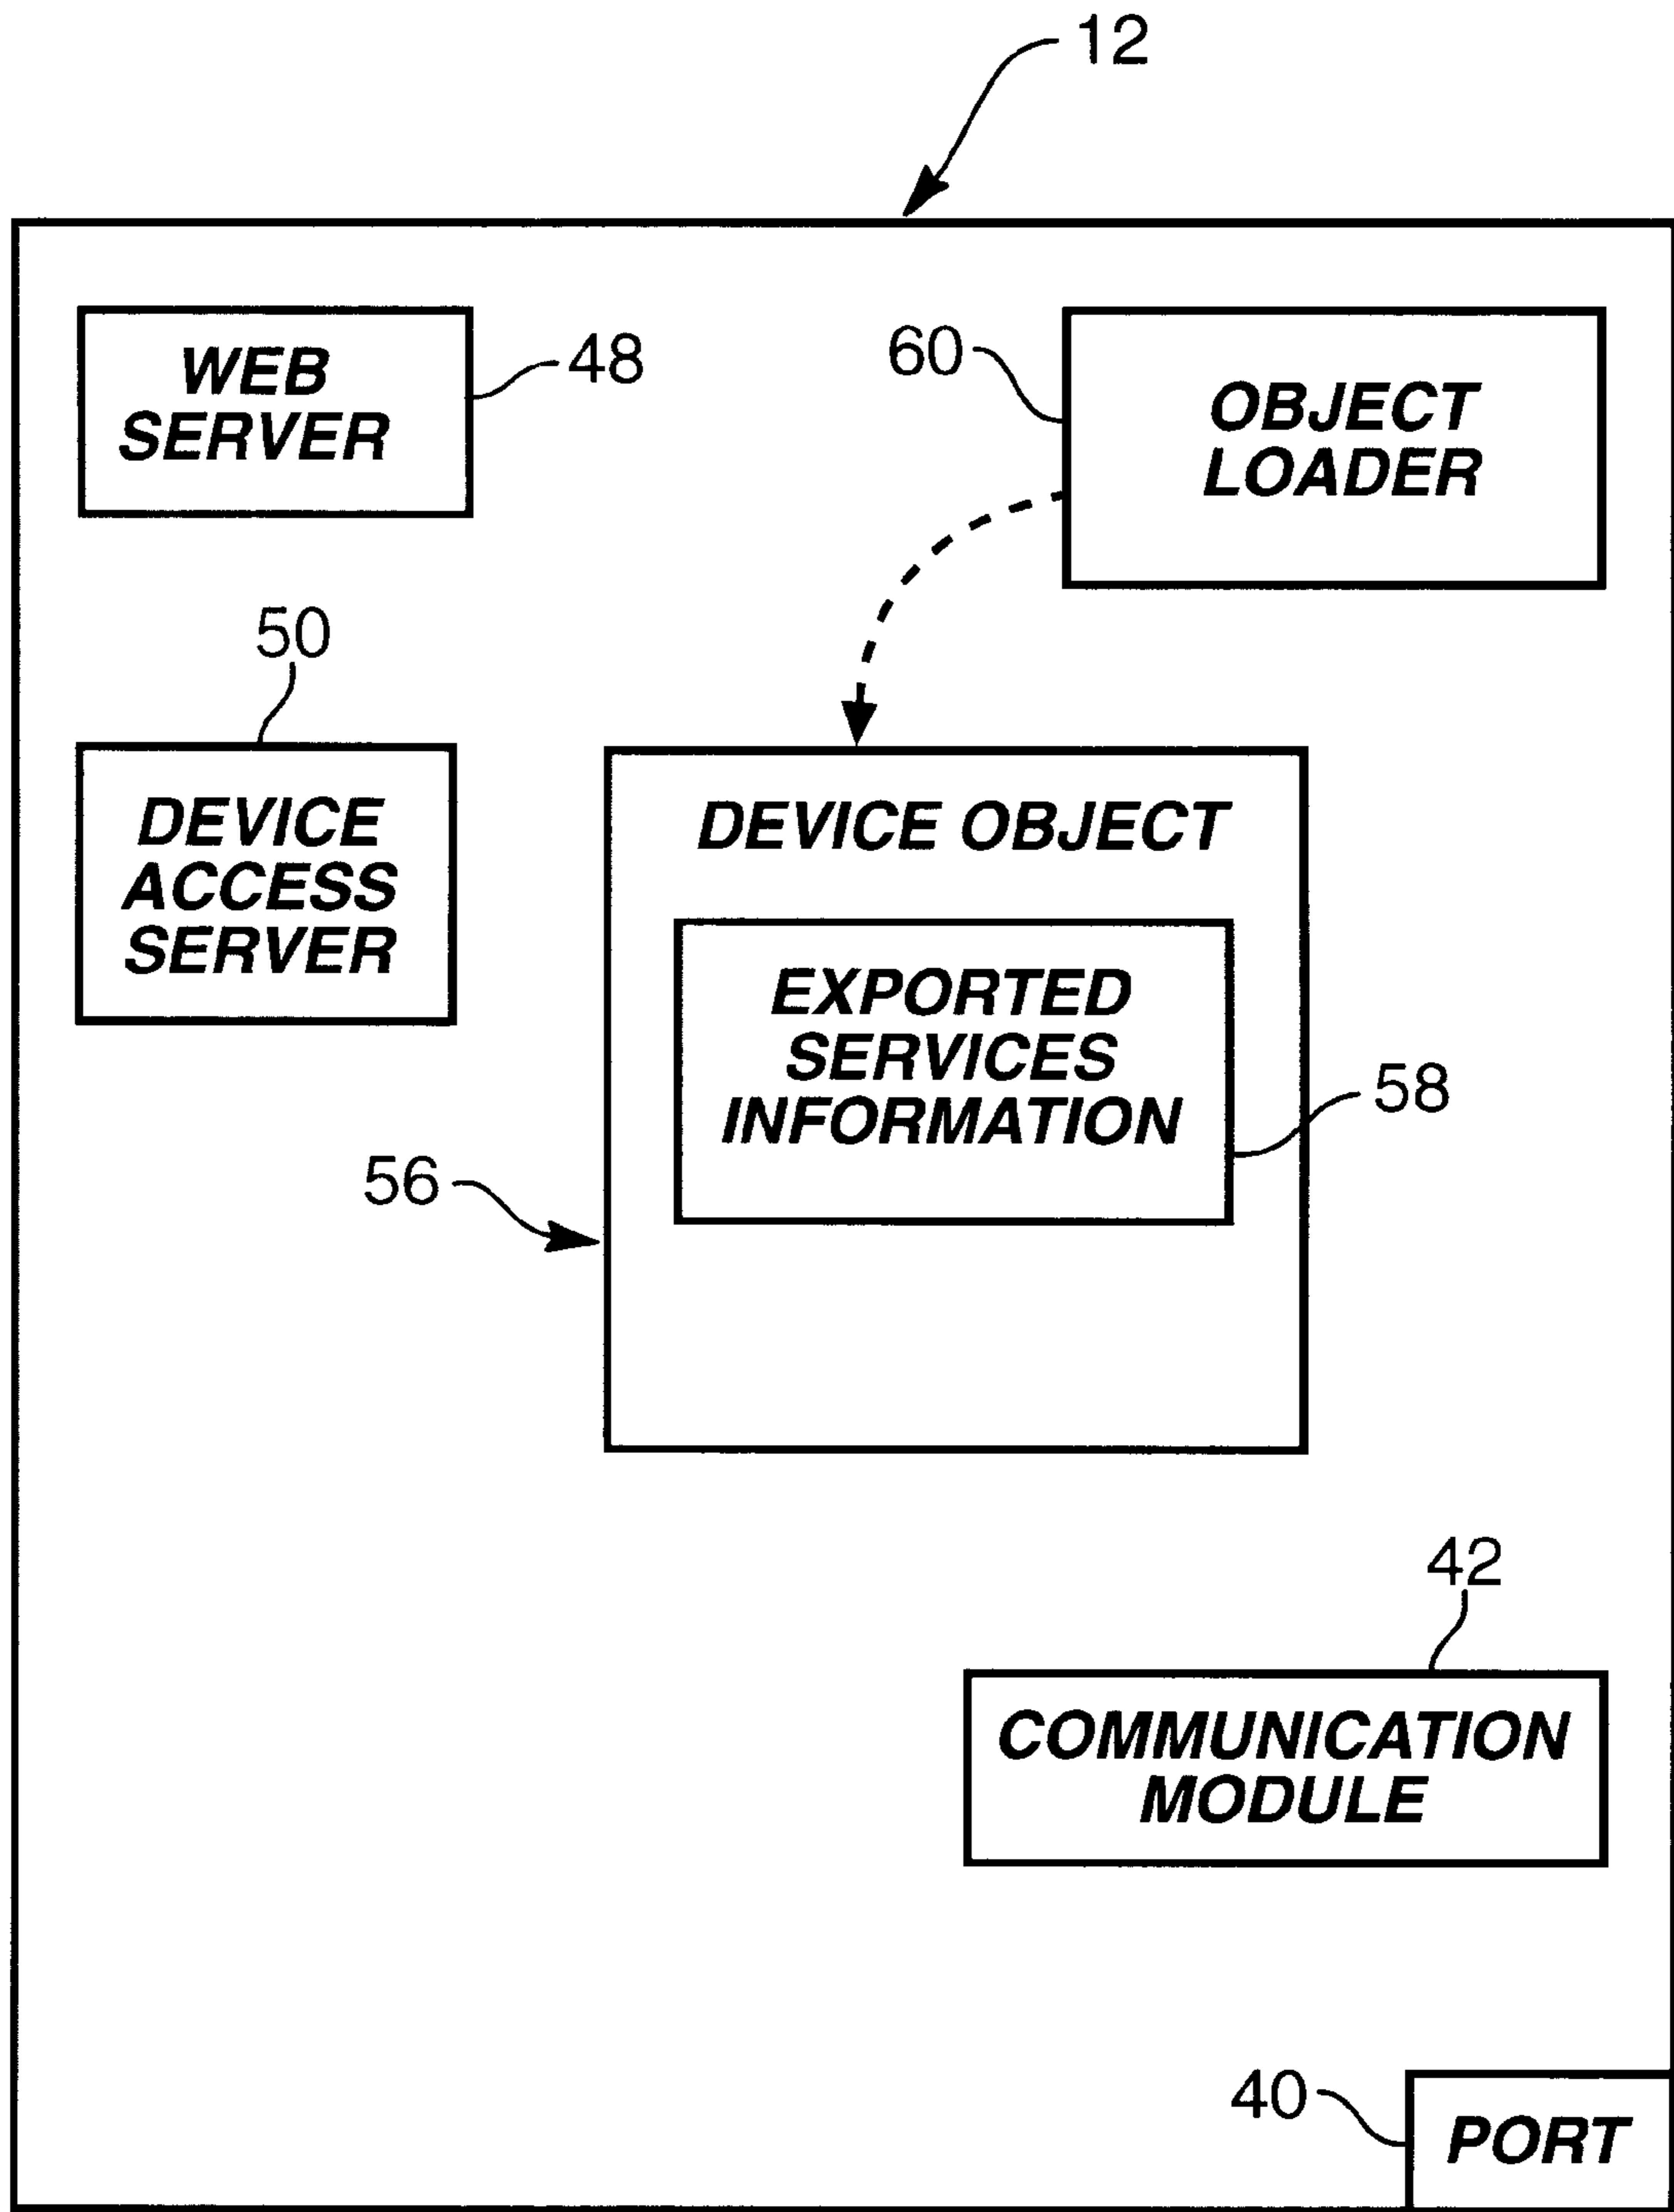 12
WEB
SERVER
48
60
OBJECT
LOADER
50
DEVICE
ACCESS
SERVER
DEVICE OBJECT
EXPORTED
SERVICES
INFORMATION
58
56
42
COMMUNICATION
MODULE
40
PORT